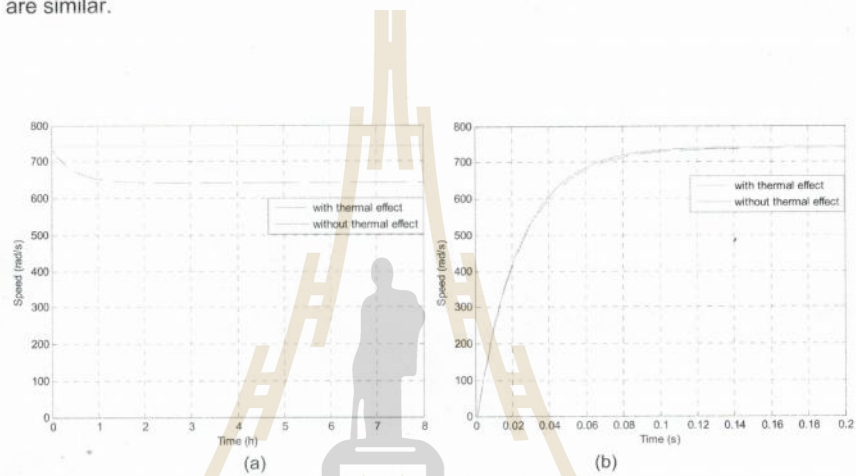 are similar.
800
700
600
500
400
300
200
100
0
Speed (rad/s)
with thermal effect
without thermal effect
0 1 2 3 4 5 6 7 8
Time (h)
(a)
800
700
600
500
400
300
200
100
0
Speed (rad/s)
with thermal effect
without thermal effect
0 0.02 0.04 0.06 0.08 0.1 0.12 0.14 0.16 0.18 0.2
Time (s)
(b)